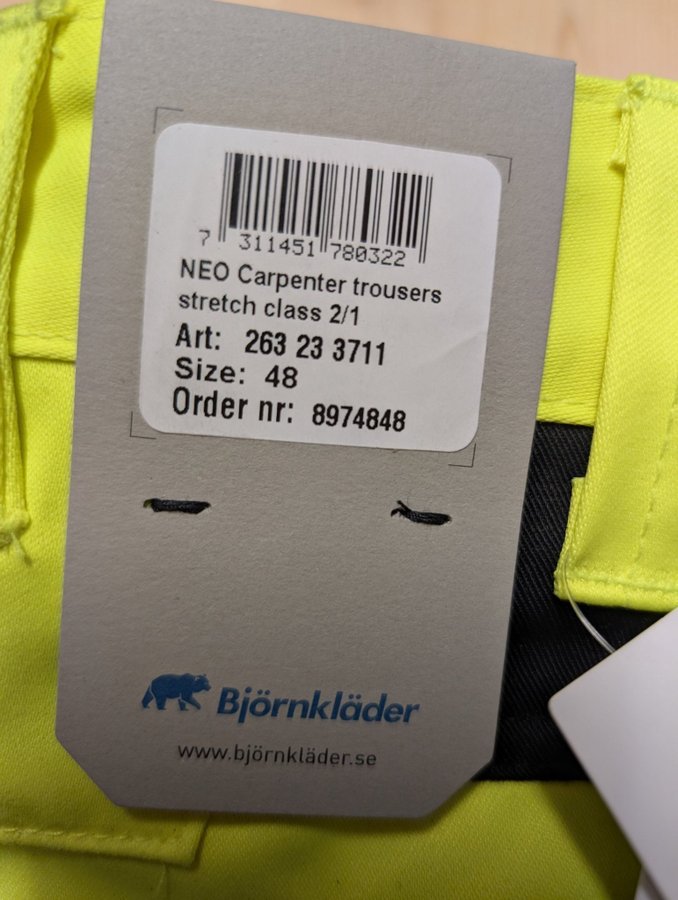 7 311451 780322
NEO Carpenter trousers
stretch class 2/1
Art: 263 23 3711
Size: 48
Order nr: 8974848
Björnkläder
www.björnkläder.se